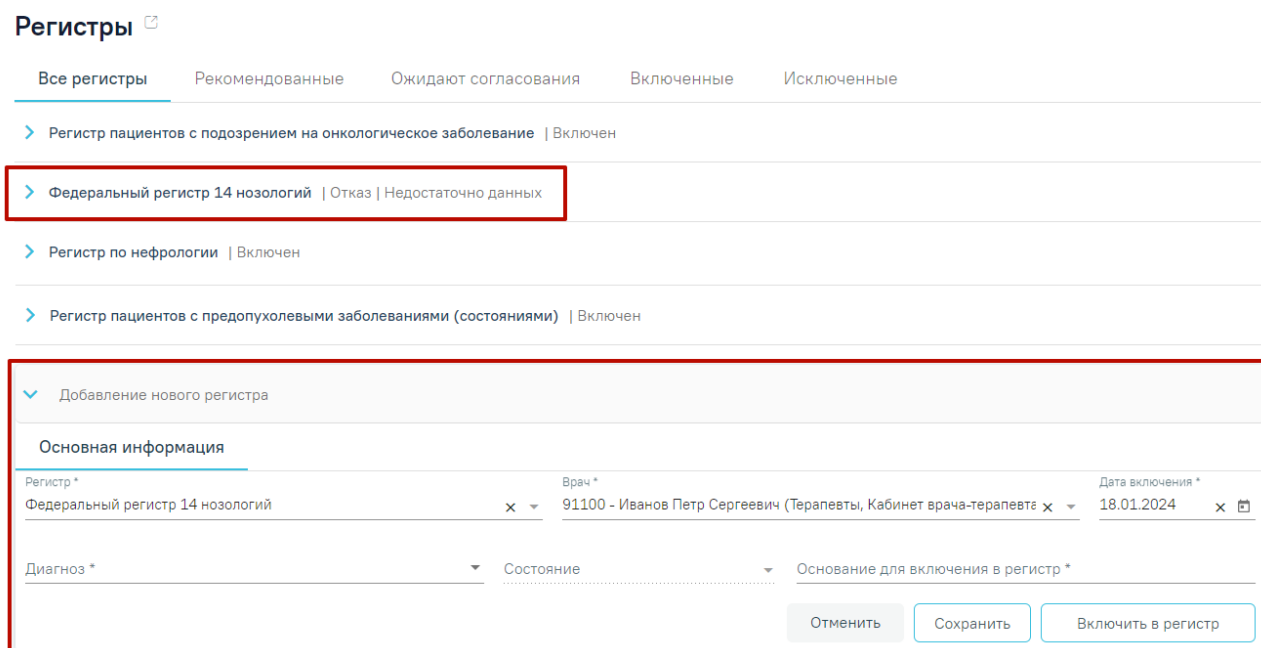 Регистры
Все регистры Рекомендованные Ожидают согласования Включенные Исключенные
Регистр пациентов с подозрением на онкологическое заболевание | Включен
Федеральный регистр 14 нозологий | Отказ | Недостаточно данных
Регистр по нефрологии | Включен
Регистр пациентов с предопухолевыми заболеваниями (состояниями) | Включен
Добавление нового регистра
Основная информация
Регистр * Врач * Дата включения *
Федеральный регистр 14 нозологий 91100 - Иванов Петр Сергеевич (Терапевты, Кабинет врача-терапевта 18.01.2024
Диагноз * Состояние Основание для включения в регистр *
Отменить Сохранить Включить в регистр